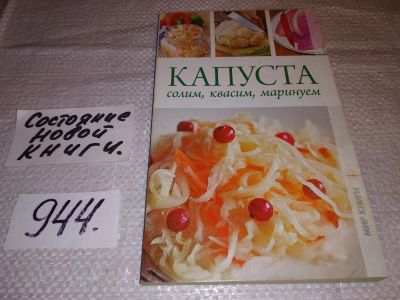 Состояние
новой
книги.
944.
КАПУСТА
солим, квасим, маринуем
МИР КНИГИ